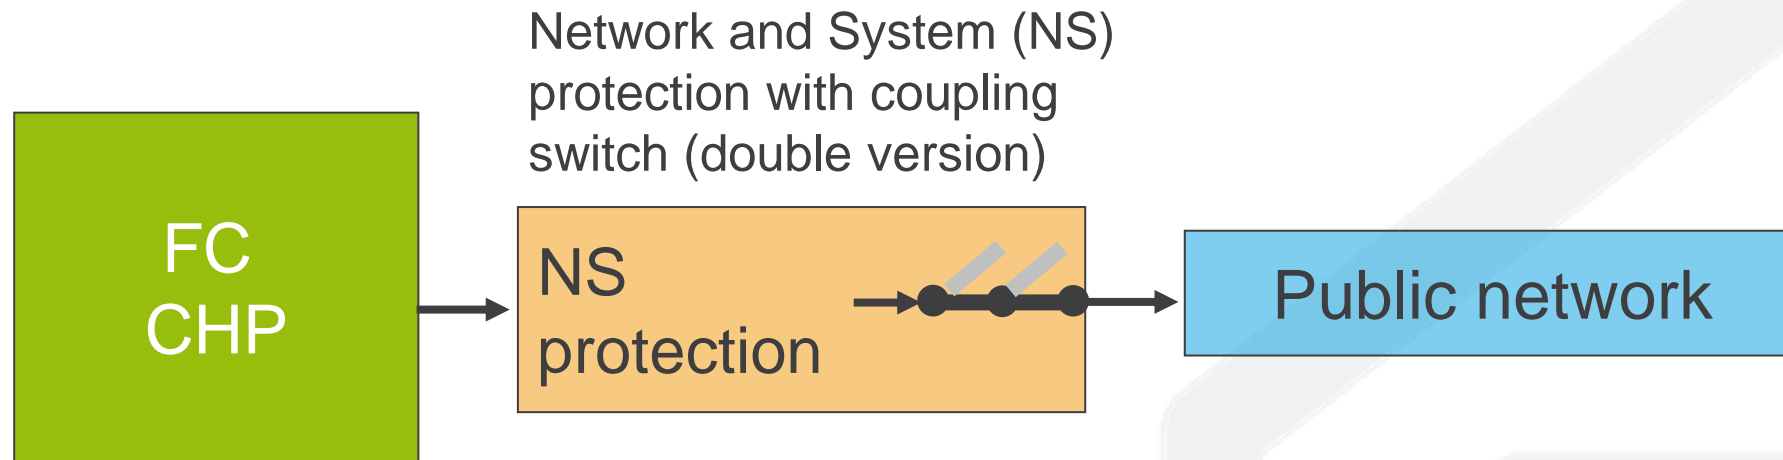 Network and System (NS)
protection with coupling
switch (double version)
FC
CHP
NS
protection
Public network